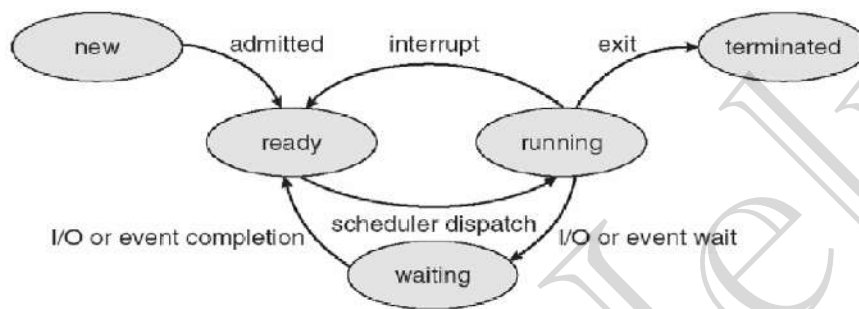 new
admitted
interrupt
exit
terminated
ready
running
scheduler dispatch
I/O or event completion
I/O or event wait
waiting